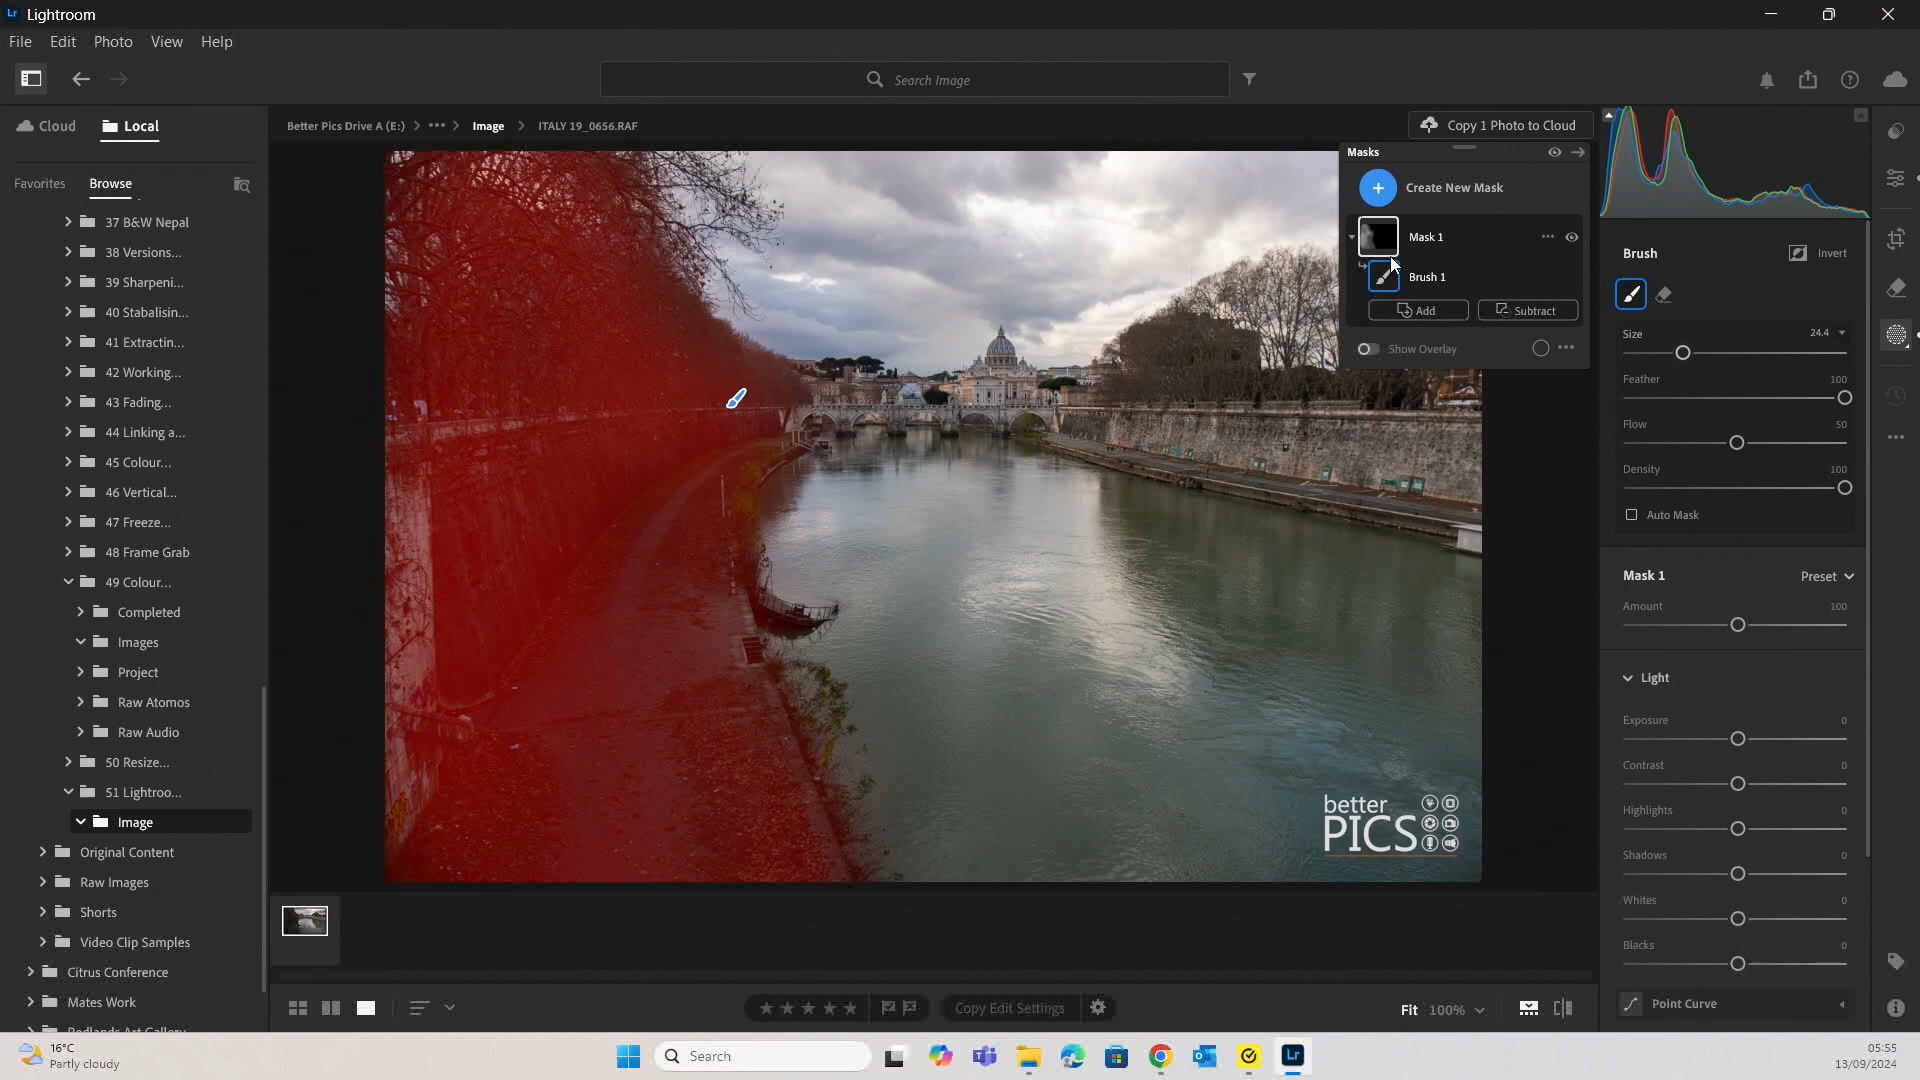 Lr Lightroom
File Edit Photo View Help
Search Image
Cloud Local
Better Pics Drive A (E:) > ••• > Image > ITALY 19_0656.RAF
Copy 1 Photo to Cloud
Favorites Browse
37 B&W Nepal
38 Versions...
39 Sharpeni...
40 Stabalisin...
41 Extractin...
42 Working...
43 Fading...
44 Linking a...
45 Colour...
46 Vertical...
47 Freeze...
48 Frame Grab
49 Colour...
Completed
Images
Project
Raw Atomos
Raw Audio
50 Resize...
51 Lightroo...
Image
Original Content
Raw Images
Shorts
Video Clip Samples
Citrus Conference
Mates Work
Redlands Art Gallery
Masks
Create New Mask
Mask 1
Brush 1
Add Subtract
Show Overlay
better
PICS
Brush Invert
Size 24.4
Feather 100
Flow 50
Density 100
Auto Mask
Mask 1 Preset
Amount 100
Light
Exposure 0
Contrast 0
Highlights 0
Shadows 0
Whites 0
Blacks 0
Point Curve
Copy Edit Settings
Fit 100%
16°C
Partly cloudy
Search
Lr
05:55
13/09/2024